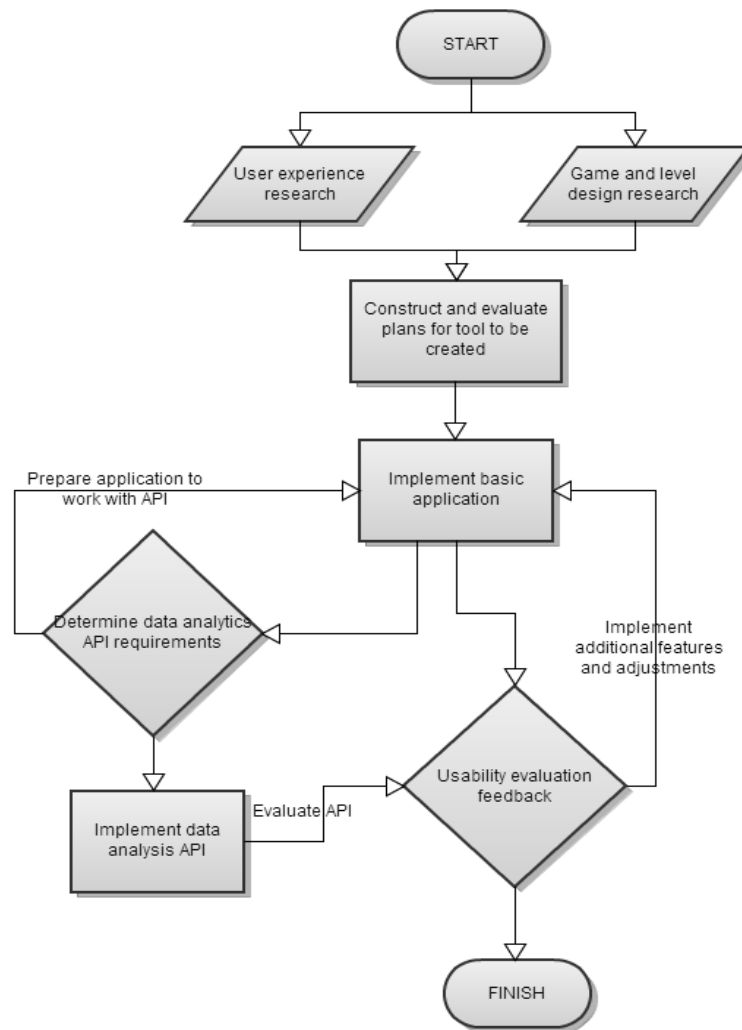 START
User experience
research
Game and level
design research
Construct and evaluate
plans for tool to be
created
Prepare application to
work with API
Implement basic
application
Determine data analytics
API requirements
Implement
additional features
and adjustments
Usability evaluation
feedback
Evaluate API
Implement data
analysis API
FINISH